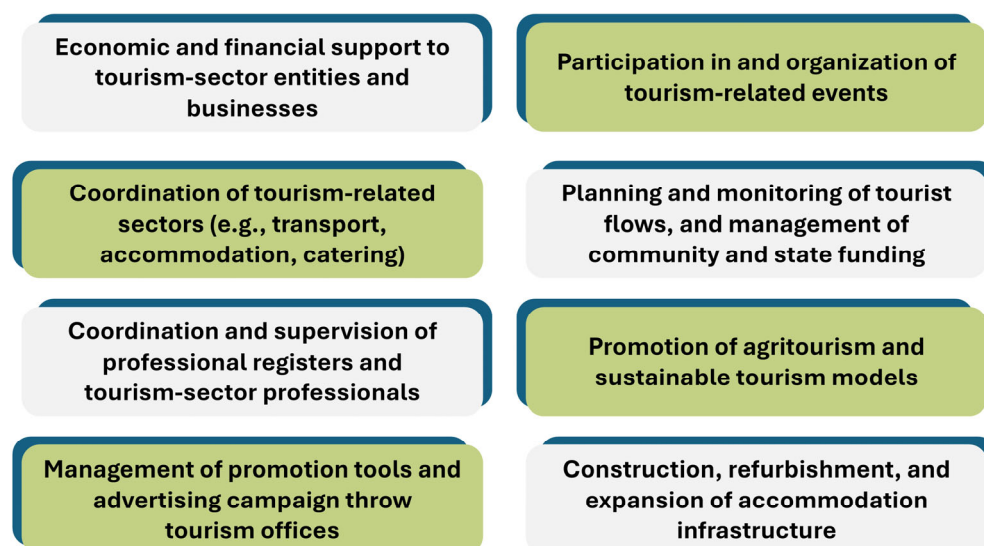 Economic and financial support to
tourism-sector entities and
businesses
Participation in and organization of
tourism-related events
Coordination of tourism-related
sectors (e.g., transport,
accommodation, catering)
Planning and monitoring of tourist
flows, and management of
community and state funding
Coordination and supervision of
professional registers and
tourism-sector professionals
Promotion of agritourism and
sustainable tourism models
Management of promotion tools and
advertising campaign throw
tourism offices
Construction, refurbishment, and
expansion of accommodation
infrastructure